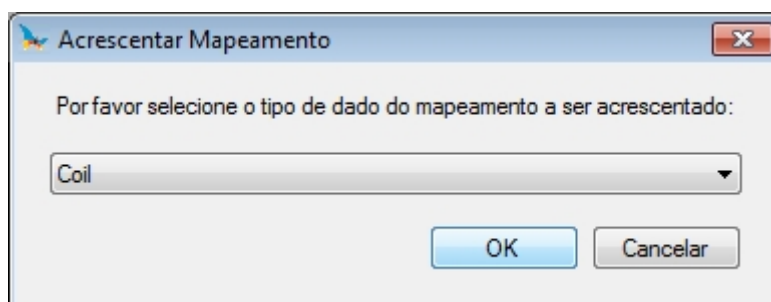 Acrescentar Mapeamento
Por favor selecione o tipo de dado do mapeamento a ser acrescentado:
Coil
OK
Cancelar